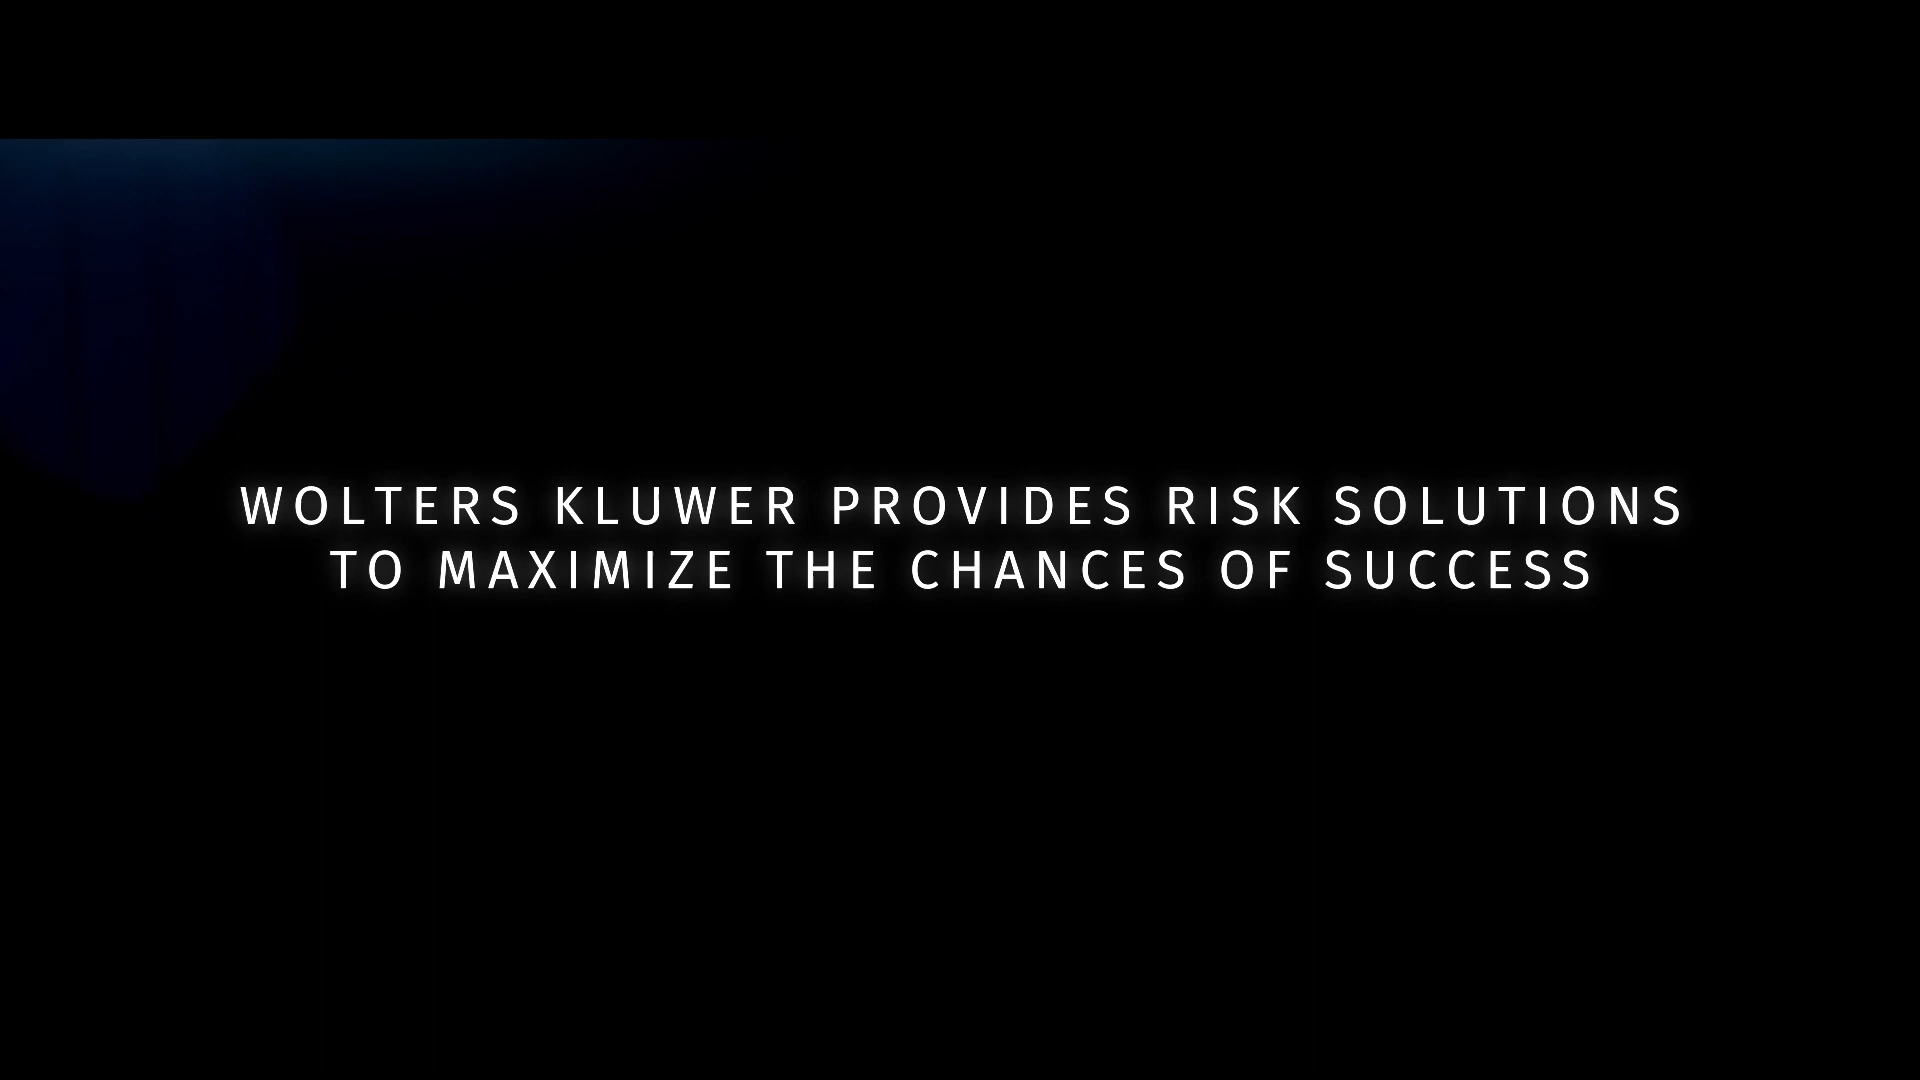 WOLTERS KLUWER PROVIDES RISK SOLUTIONS
TO MAXIMIZE THE CHANCES OF SUCCESS